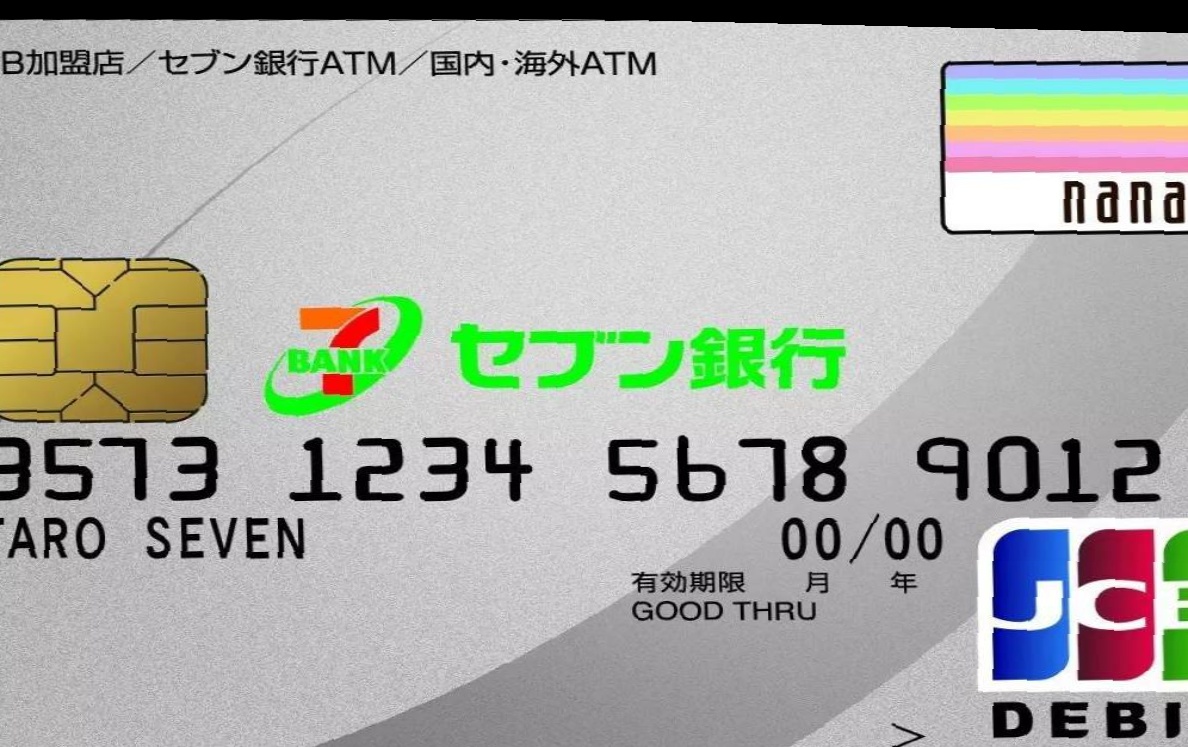 B加盟店／セブン銀行ATM／国内・海外ATM
nana
BANK セブン銀行
3573 1234 5678 9012
TARO SEVEN
00/00
有効期限 月 年
GOOD THRU
JCB
DEBI
>